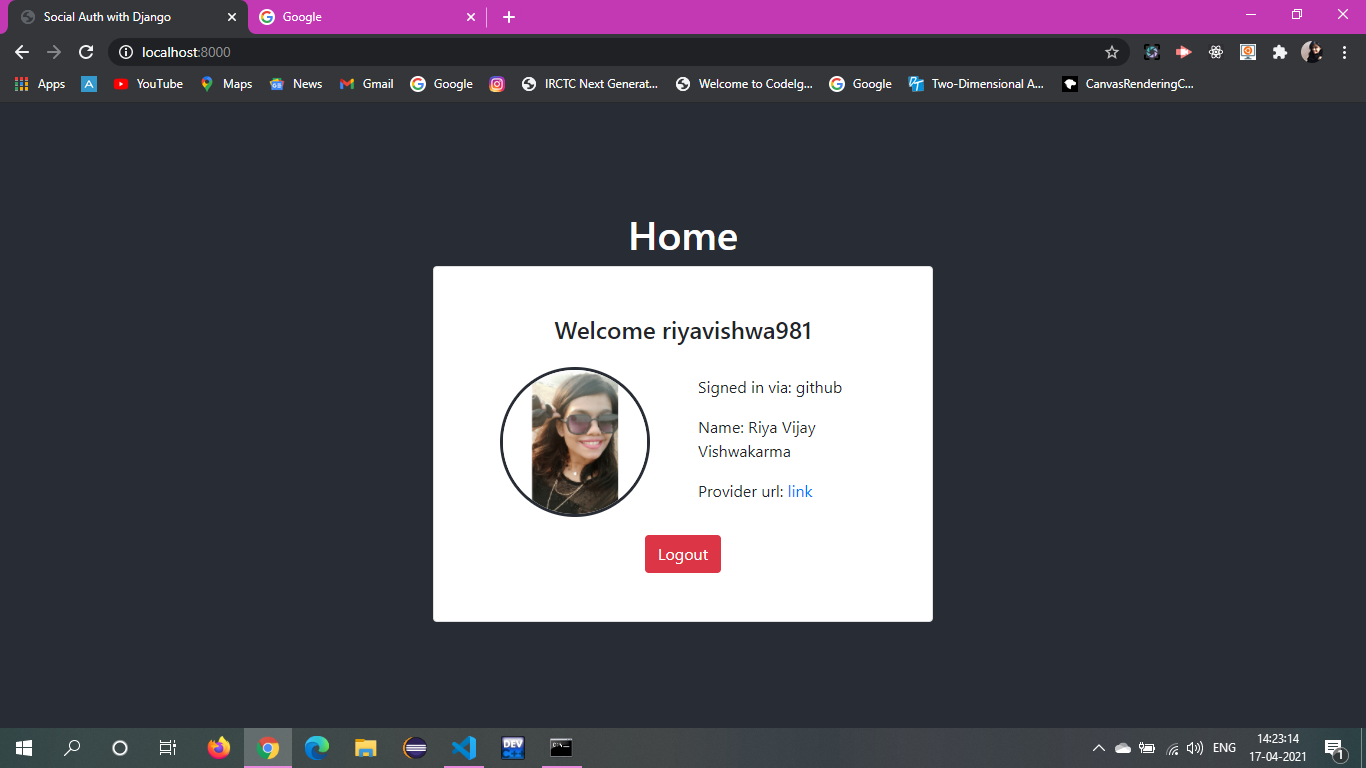 Social Auth with Django
Google
localhost:8000
Apps
A
YouTube
Maps
News
Gmail
Google
IRCTC Next Generat...
Welcome to CodeIg...
Google
Two-Dimensional A...
CanvasRenderingC...
Home
Welcome riyavishwa981
Signed in via: github
Name: Riya Vijay
Vishwakarma
Provider url: link
Logout
DEV
ENG
14:23:14
17-04-2021
1